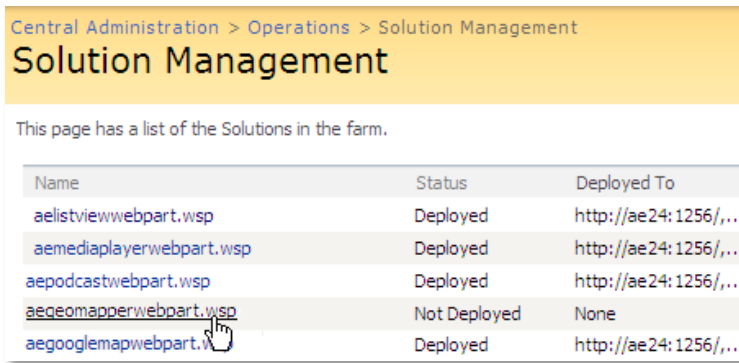 Central Administration > Operations > Solution Management
Solution Management
This page has a list of the Solutions in the farm.
Name Status Deployed To
aelistviewwebpart.wsp Deployed http://ae24:1256/,...
aemediaplayerwebpart.wsp Deployed http://ae24:1256/,...
aepodcastwebpart.wsp Deployed http://ae24:1256/,...
aegeomapperwebpart.wsp Not Deployed None
aegooglemapwebpart.wsp Deployed http://ae24:1256/,...